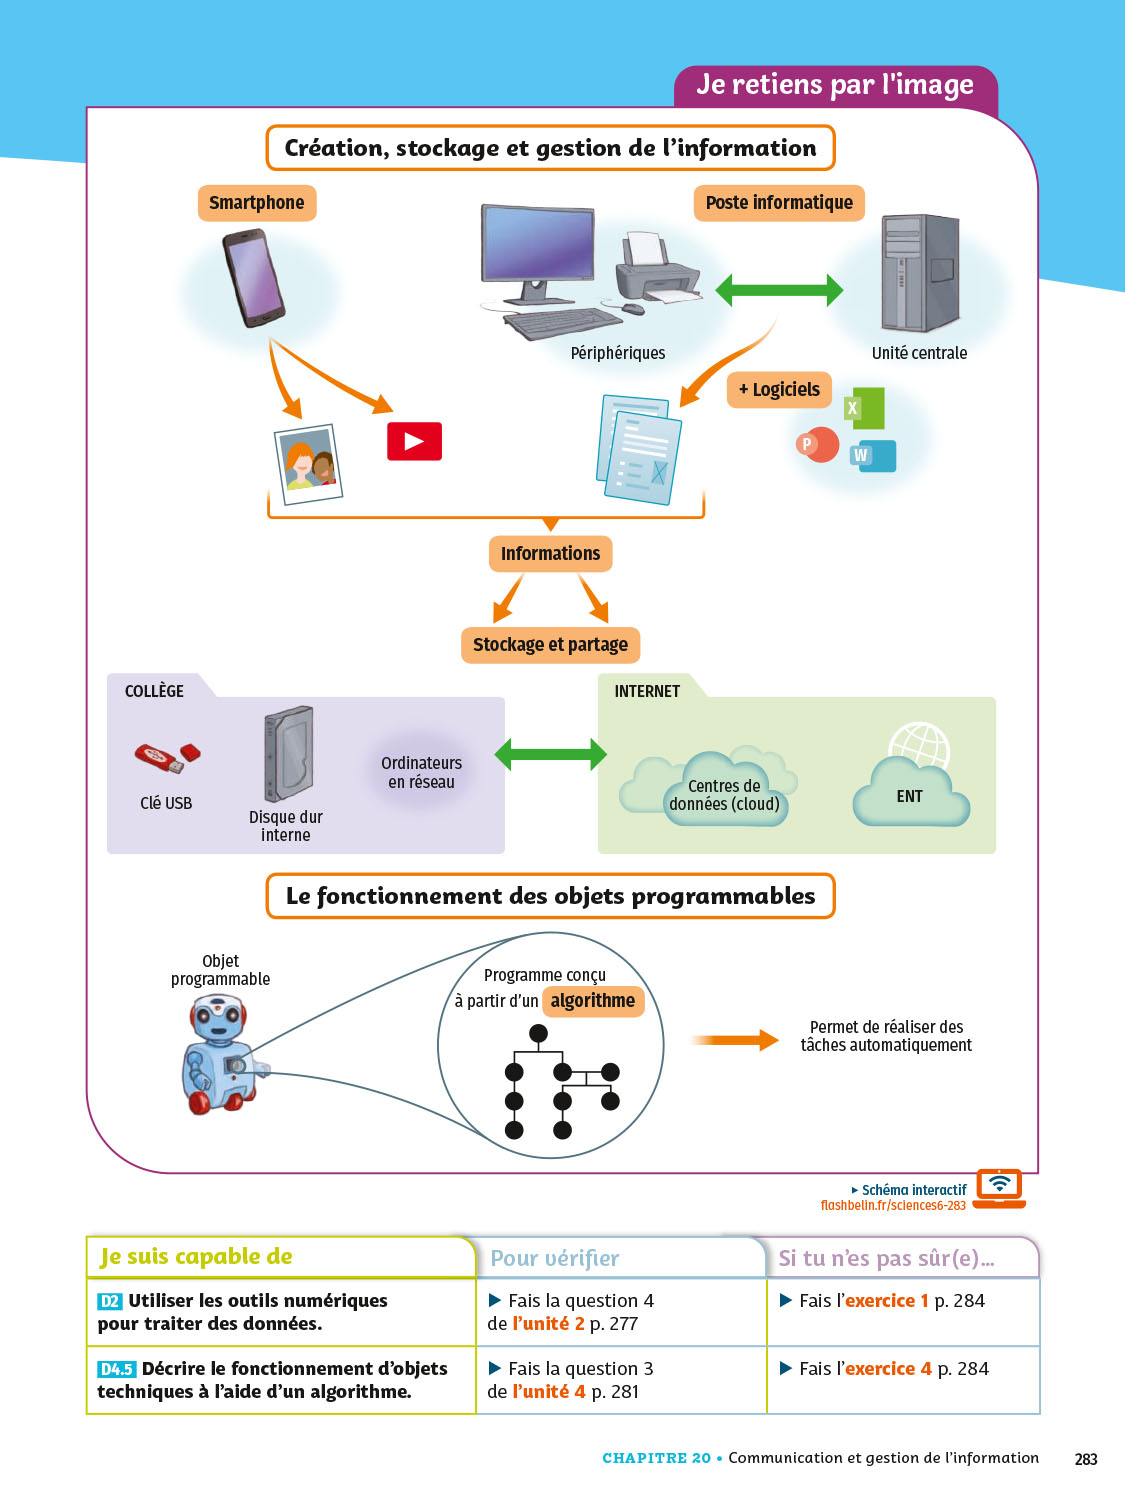 Je retiens par l'image
Création, stockage et gestion de l'information
Smartphone
Poste informatique
Périphériques
Unité centrale
+ Logiciels
X
P
W
Informations
Stockage et partage
COLLÈGE
Clé USB
Disque dur
interne
Ordinateurs
en réseau
INTERNET
Centres de
données (cloud)
ENT
Le fonctionnement des objets programmables
Objet
programmable
Programme conçu
à partir d'un algorithme
Permet de réaliser des
tâches automatiquement
▸ Schéma interactif
flashbelin.fr/sciences6-283
Je suis capable de
Pour vérifier
Si tu n'es pas sûr(e)...
D2 Utiliser les outils numériques
pour traiter des données.
▶ Fais la question 4
de l'unité 2 p. 277
▶ Fais l'exercice 1 p. 284
D4.5 Décrire le fonctionnement d'objets
techniques à l'aide d'un algorithme.
▶ Fais la question 3
de l'unité 4 p. 281
▶ Fais l'exercice 4 p. 284
CHAPITRE 20 • Communication et gestion de l'information 283